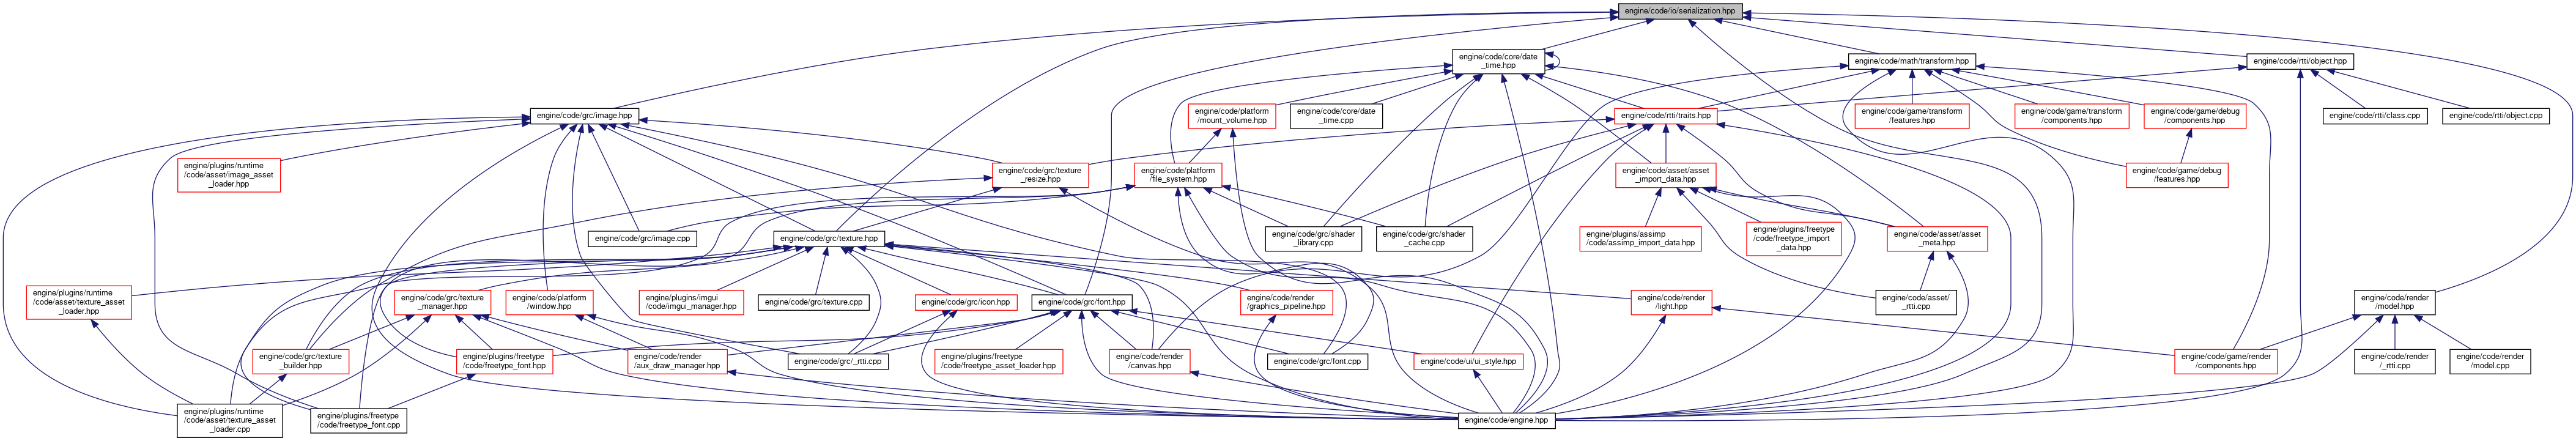 engine/code/io/serialization.hpp
engine/code/core/date
_time.hpp
engine/code/math/transform.hpp
engine/code/rtti/object.hpp
engine/code/grc/image.hpp
engine/code/platform
/mount_volume.hpp
engine/code/core/date
_time.cpp
engine/code/rtti/traits.hpp
engine/code/game/transform
/features.hpp
engine/code/game/transform
/components.hpp
engine/code/game/debug
/components.hpp
engine/code/rtti/class.cpp
engine/code/rtti/object.cpp
engine/plugins/runtime
/code/asset/image_asset
_loader.hpp
engine/code/grc/texture
_resize.hpp
engine/code/platform
/file_system.hpp
engine/code/asset/asset
_import_data.hpp
engine/code/game/debug
/features.hpp
engine/code/grc/image.cpp
engine/code/grc/texture.hpp
engine/code/grc/shader
_library.cpp
engine/code/grc/shader
_cache.cpp
engine/plugins/assimp
/code/assimp_import_data.hpp
engine/plugins/freetype
/code/freetype_import
_data.hpp
engine/code/asset/asset
_meta.hpp
engine/plugins/runtime
/code/asset/texture_asset
_loader.hpp
engine/code/grc/texture
_manager.hpp
engine/code/platform
/window.hpp
engine/plugins/imgui
/code/imgui_manager.hpp
engine/code/grc/texture.cpp
engine/code/grc/icon.hpp
engine/code/grc/font.hpp
engine/code/render
/graphics_pipeline.hpp
engine/code/render
/light.hpp
engine/code/asset/
_rtti.cpp
engine/code/render
/model.hpp
engine/code/grc/texture
_builder.hpp
engine/plugins/freetype
/code/freetype_font.hpp
engine/code/render
/aux_draw_manager.hpp
engine/code/grc/_rtti.cpp
engine/plugins/freetype
/code/freetype_asset_loader.hpp
engine/code/render
/canvas.hpp
engine/code/grc/font.cpp
engine/code/ui/ui_style.hpp
engine/code/game/render
/components.hpp
engine/code/render
/_rtti.cpp
engine/code/render
/model.cpp
engine/plugins/runtime
/code/asset/texture_asset
_loader.cpp
engine/plugins/freetype
/code/freetype_font.cpp
engine/code/engine.hpp